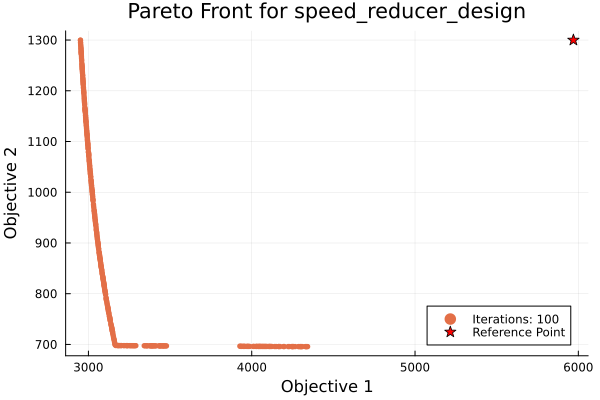 Pareto Front for speed_reducer_design
1300
1200
1100
1000
900
800
700
Objective 2
Iterations: 100
Reference Point
3000 4000 5000 6000
Objective 1